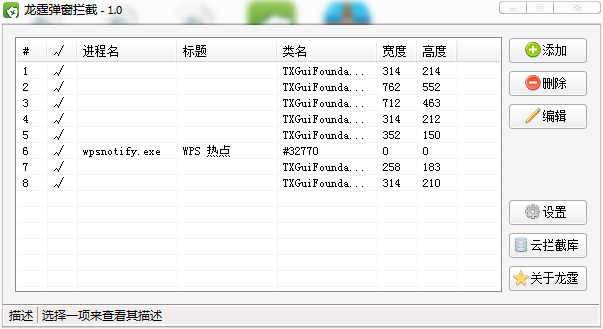 龙霆弹窗拦截 - 1.0
# √ 进程名 标题 类名 宽度 高度
1 √ TXGuiFounda... 314 214
2 √ TXGuiFounda... 762 552
3 √ TXGuiFounda... 712 463
4 √ TXGuiFounda... 314 212
5 √ TXGuiFounda... 352 150
6 √ wpsnotify.exe WPS 热点 #32770 0 0
7 √ TXGuiFounda... 258 183
8 √ TXGuiFounda... 314 210
添加
删除
编辑
设置
云拦截库
关于龙霆
描述 选择一项来查看其描述